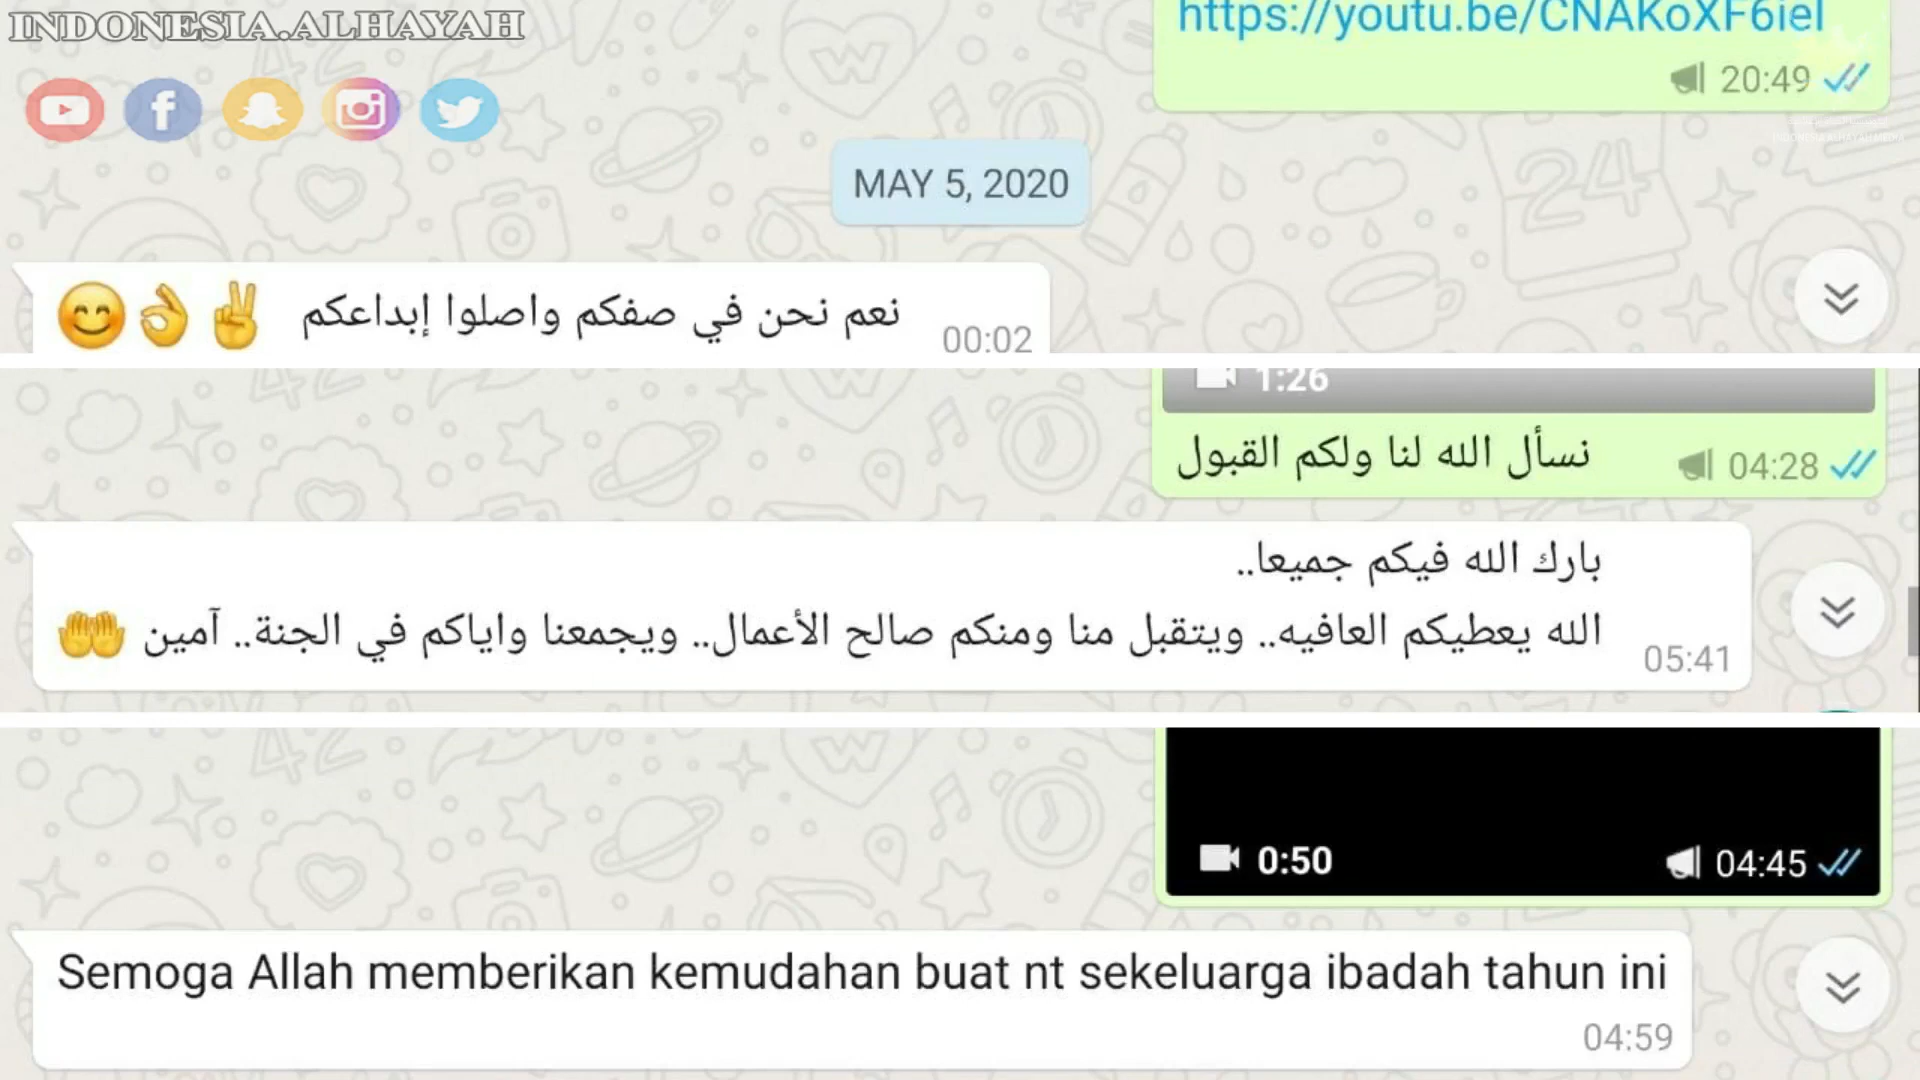 INDONESIA.ALHAYAH
https://youtu.be/CNAKoXF6ieI
20:49
MAY 5, 2020
نعم نحن في صفكم واصلوا إبداعكم ✌👌😊
00:02
1:26
نسأل الله لنا ولكم القبول
04:28
بارك الله فيكم جميعا..
الله يعطيكم العافيه.. ويتقبل منا ومنكم صالح الأعمال.. ويجمعنا واياكم في الجنة.. آمين 🤲
05:41
0:50
04:45
Semoga Allah memberikan kemudahan buat nt sekeluarga ibadah tahun ini
04:59